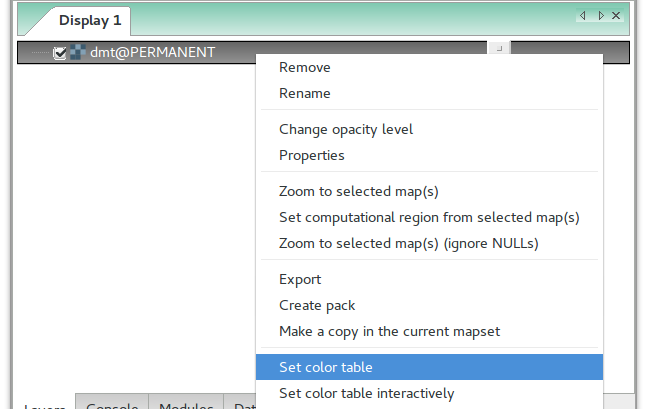 Display 1
dmt@PERMANENT
Remove
Rename
Change opacity level
Properties
Zoom to selected map(s)
Set computational region from selected map(s)
Zoom to selected map(s) (ignore NULLs)
Export
Create pack
Make a copy in the current mapset
Set color table
Set color table interactively
Layers Console Modules